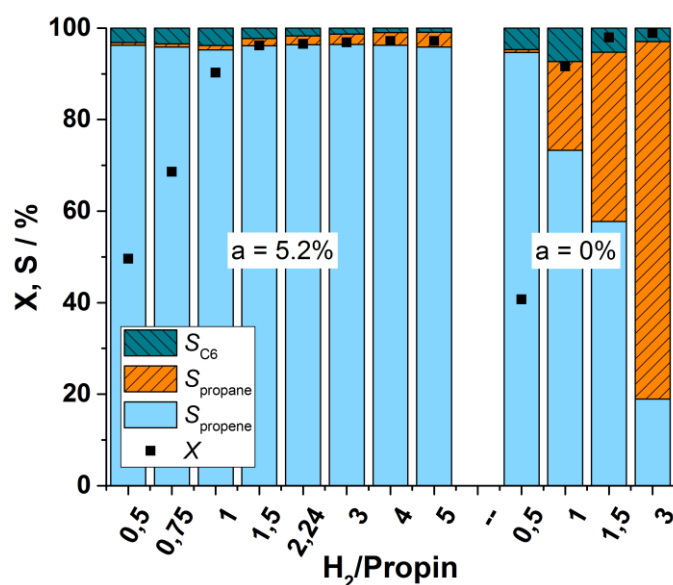 100
80
60
40
20
0
X, S / %
a = 5.2%
a = 0%
S_C6
S_propane
S_propene
X
0,5
0,75
1
1,5
2,24
3
4
5
--
0,5
1
1,5
3
H₂/Propin